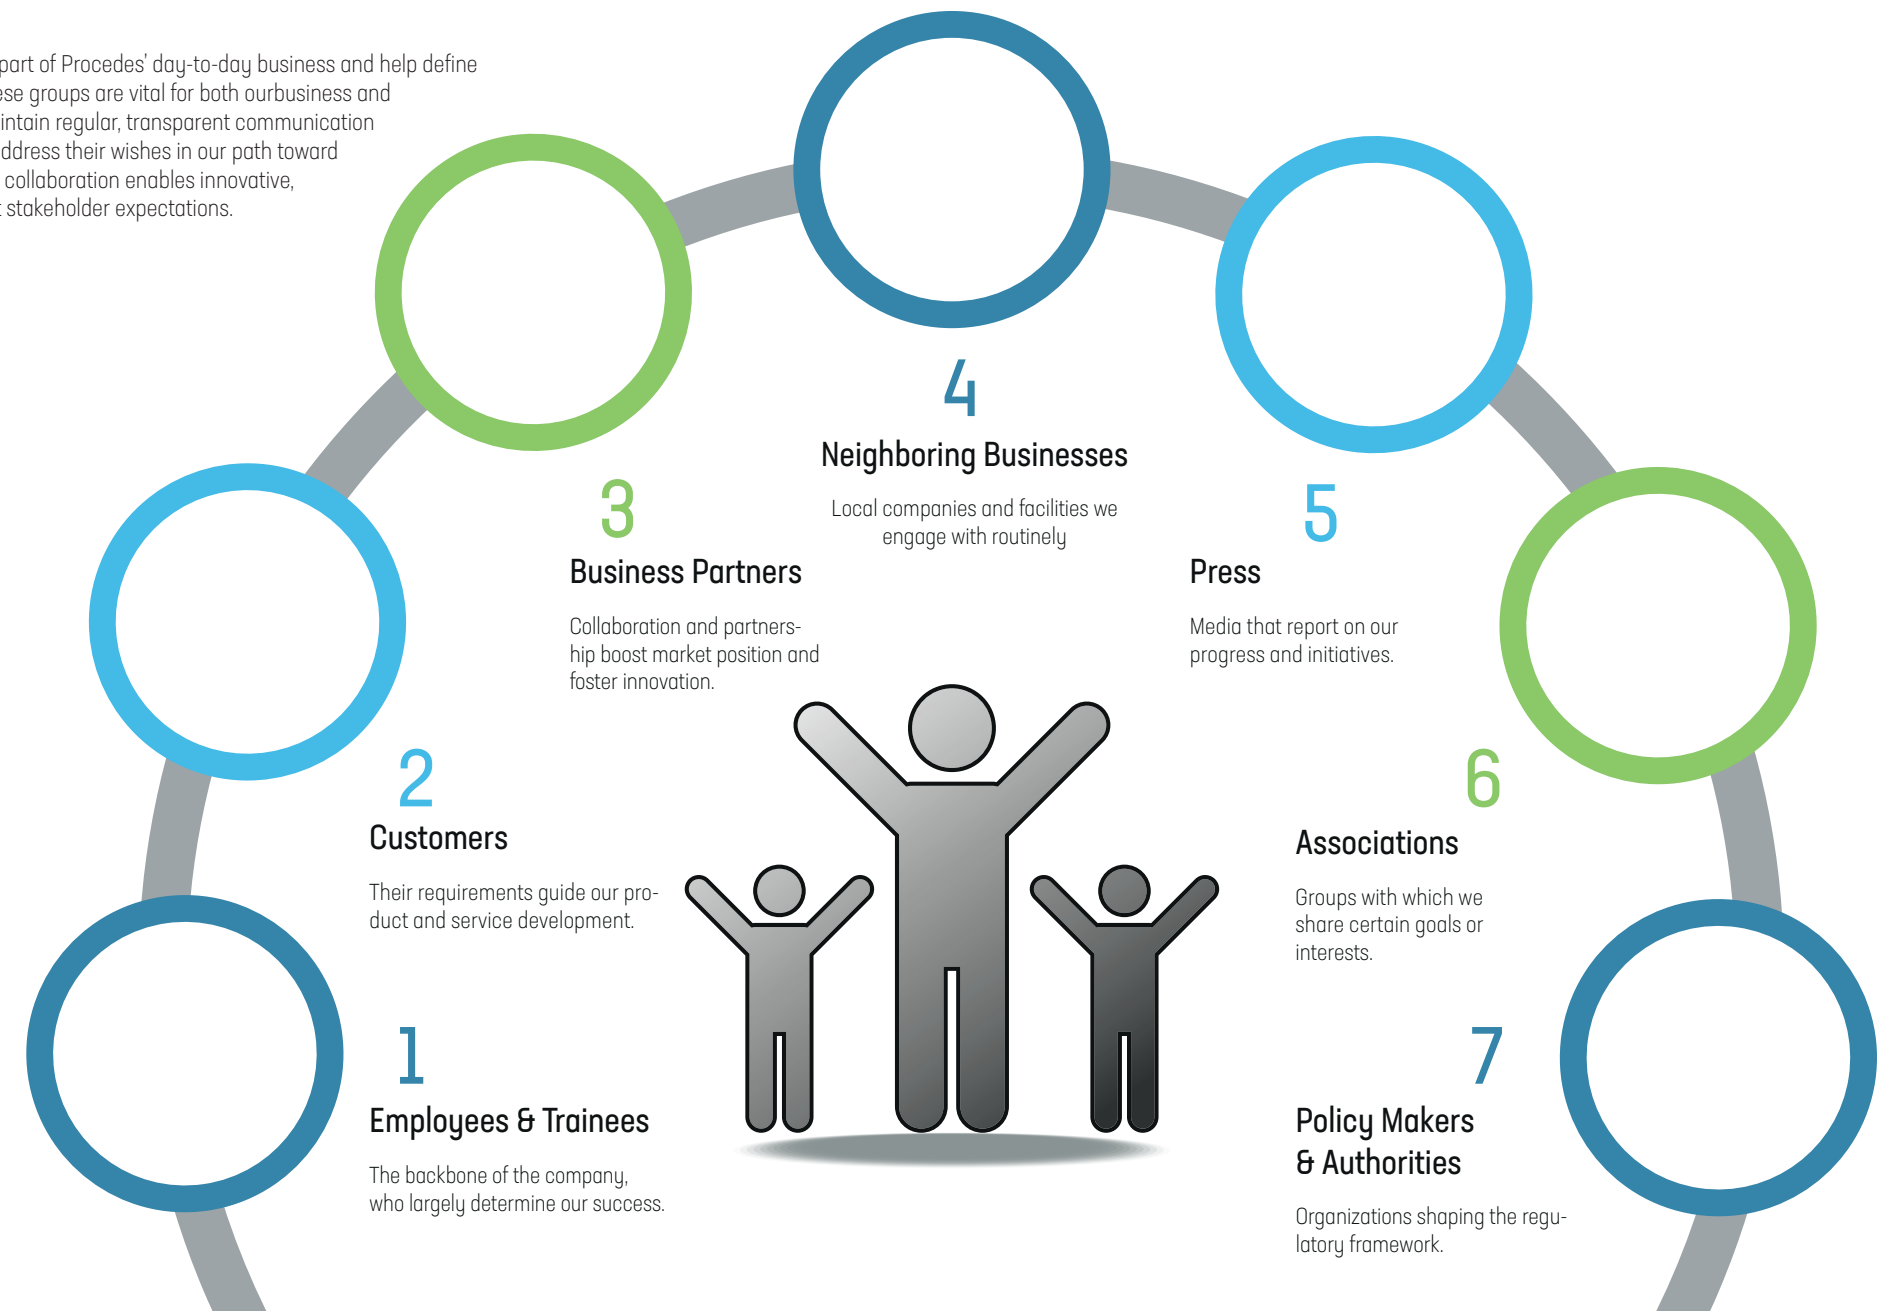 part of Procedes' day-to-day business and help define
ese groups are vital for both ourbusiness and
intain regular, transparent communication
ddress their wishes in our path toward
collaboration enables innovative,
t stakeholder expectations.
4
Neighboring Businesses
Local companies and facilities we
engage with routinely
3
Business Partners
Collaboration and partners-
hip boost market position and
foster innovation.
5
Press
Media that report on our
progress and initiatives.
2
Customers
Their requirements guide our pro-
duct and service development.
6
Associations
Groups with which we
share certain goals or
interests.
1
Employees & Trainees
The backbone of the company,
who largely determine our success.
7
Policy Makers
& Authorities
Organizations shaping the regu-
latory framework.